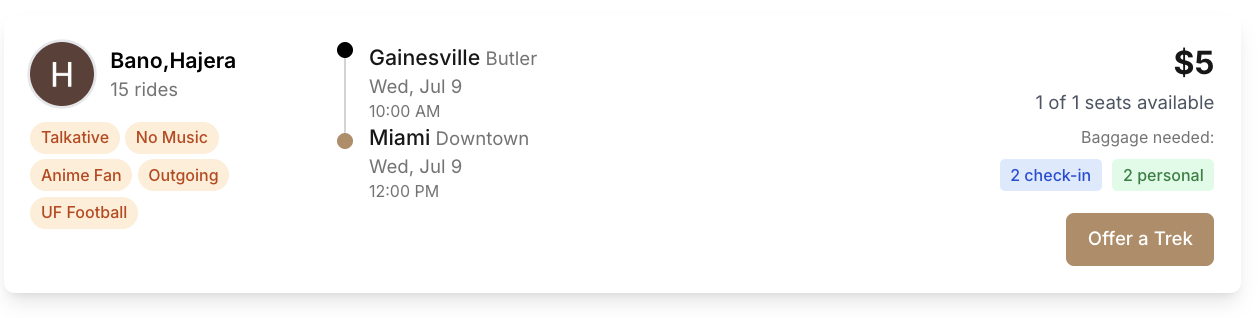 H
Bano,Hajera
15 rides
Talkative No Music
Anime Fan Outgoing
UF Football
Gainesville Butler
Wed, Jul 9
10:00 AM
Miami Downtown
Wed, Jul 9
12:00 PM
$5
1 of 1 seats available
Baggage needed:
2 check-in 2 personal
Offer a Trek